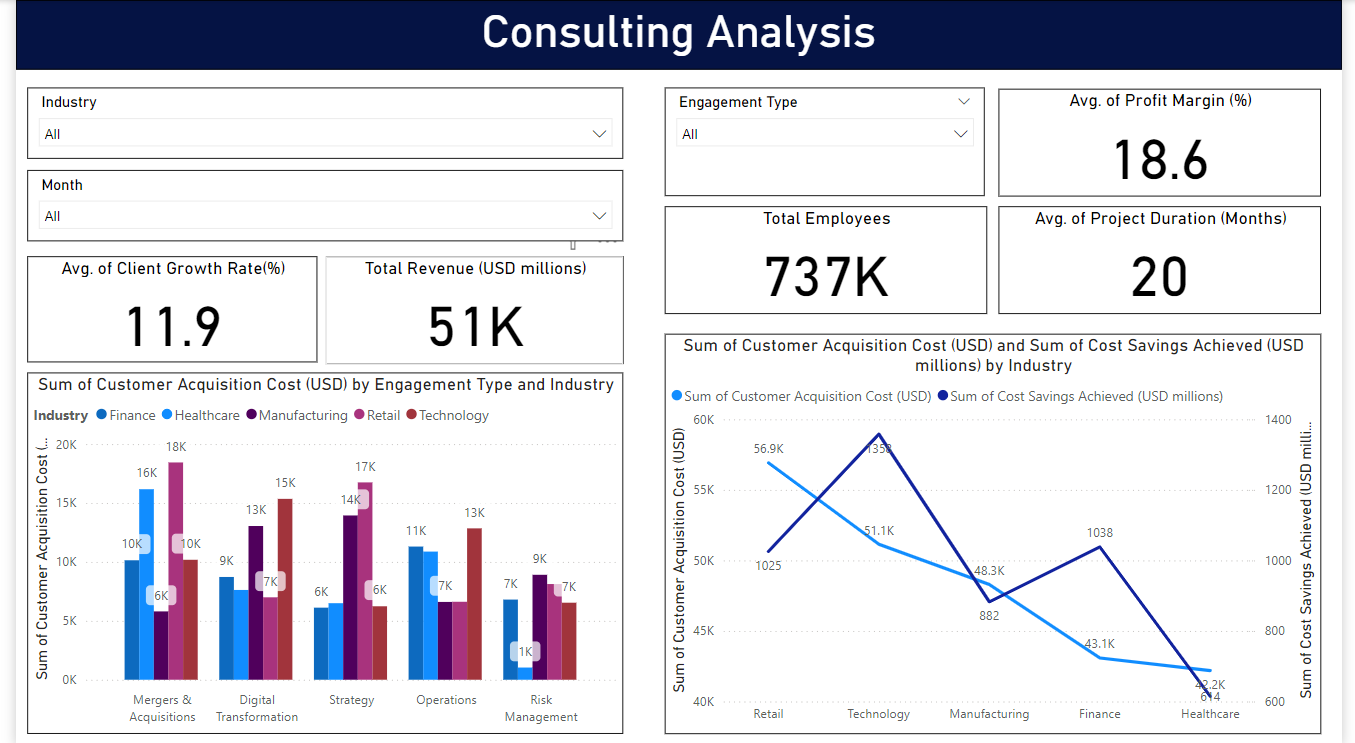 Consulting Analysis
Industry
All
Month
All
Avg. of Client Growth Rate(%)
11.9
Total Revenue (USD millions)
51K
Engagement Type
All
Avg. of Profit Margin (%)
18.6
Total Employees
737K
Avg. of Project Duration (Months)
20
Sum of Customer Acquisition Cost (USD) by Engagement Type and Industry
Industry Finance Healthcare Manufacturing Retail Technology
Sum of Customer Acquisition Cost (...
20K
15K
10K
5K
0K
10K
16K
6K
18K
10K
9K
13K
7K
15K
6K
14K
17K
6K
11K
7K
13K
7K
1K
9K
7K
Mergers &
Acquisitions
Digital
Transformation
Strategy
Operations
Risk
Management
Sum of Customer Acquisition Cost (USD) and Sum of Cost Savings Achieved (USD
millions) by Industry
Sum of Customer Acquisition Cost (USD) Sum of Cost Savings Achieved (USD millions)
Sum of Customer Acquisition Cost (USD)
60K
55K
50K
45K
40K
56.9K
51.1K
48.3K
43.1K
42.2K
1025
1358
882
1038
614
1400
1200
1000
800
600
Sum of Cost Savings Achieved (USD milli...
Retail
Technology
Manufacturing
Finance
Healthcare